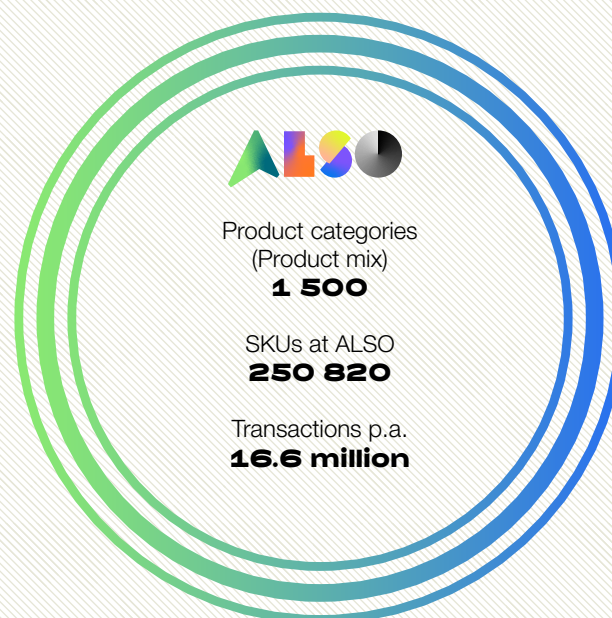 ALSO
Product categories
(Product mix)
1 500
SKUs at ALSO
250 820
Transactions p.a.
16.6 million